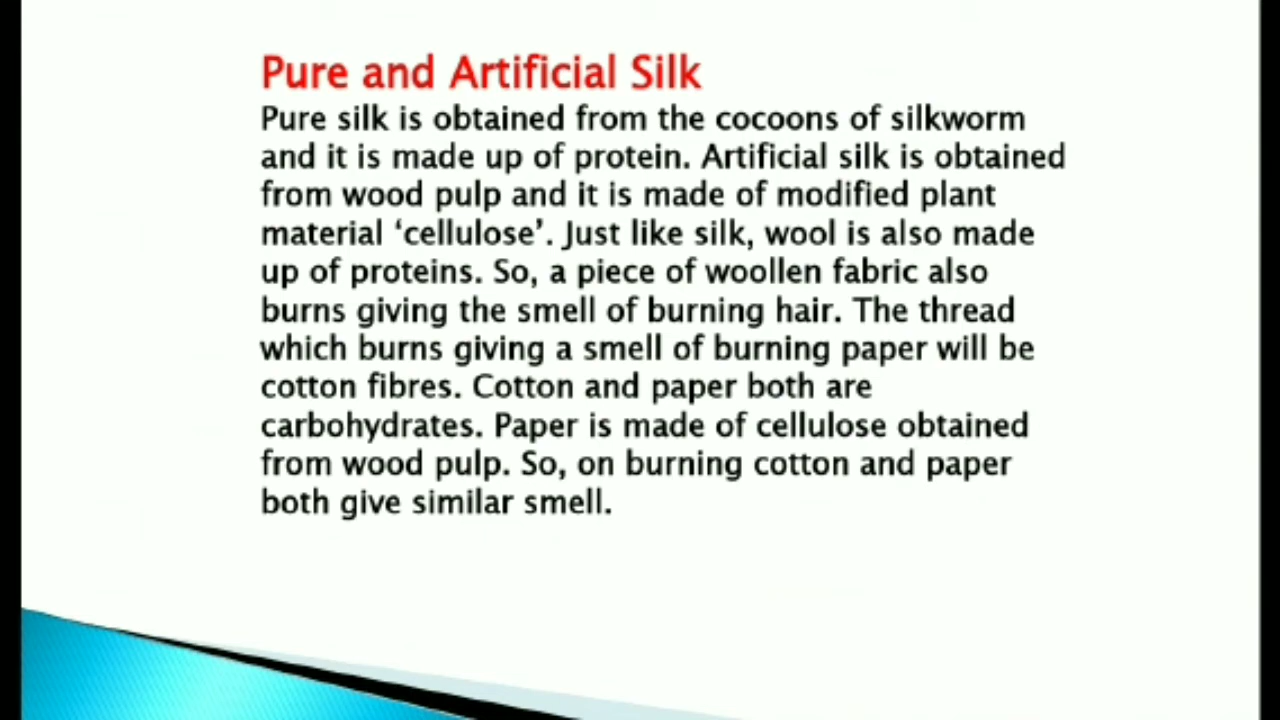 Pure and Artificial Silk
Pure silk is obtained from the cocoons of silkworm
and it is made up of protein. Artificial silk is obtained
from wood pulp and it is made of modified plant
material ‘cellulose’. Just like silk, wool is also made
up of proteins. So, a piece of woollen fabric also
burns giving the smell of burning hair. The thread
which burns giving a smell of burning paper will be
cotton fibres. Cotton and paper both are
carbohydrates. Paper is made of cellulose obtained
from wood pulp. So, on burning cotton and paper
both give similar smell.